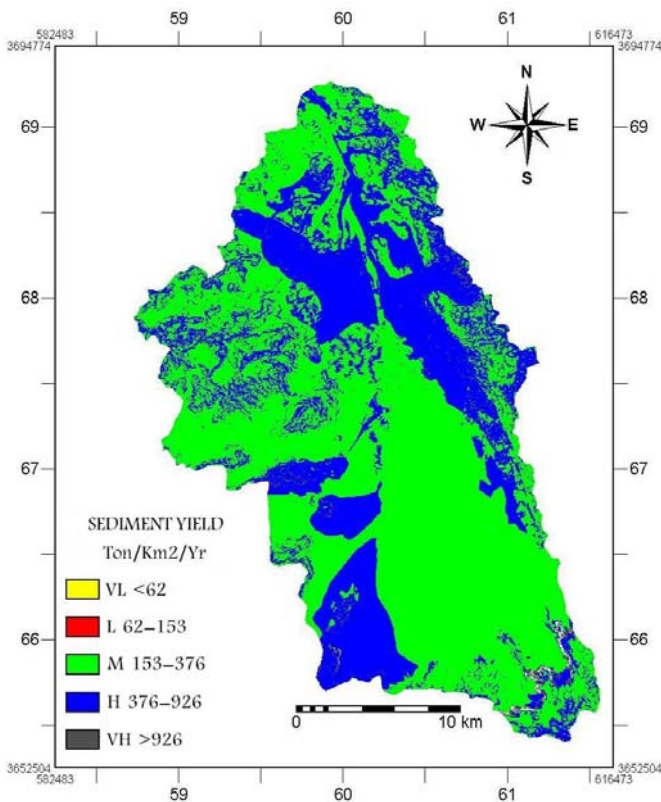 59 60 61
582483 616473
3694774 3694774
N
W E
S
69 69
68 68
67 67
SEDIMENT YIELD
Ton/Km2/Yr
VL <62
L 62–153
M 153–376
H 376–926
VH >926
66 66
0 10 km
3652504 3652504
582483 616473
59 60 61